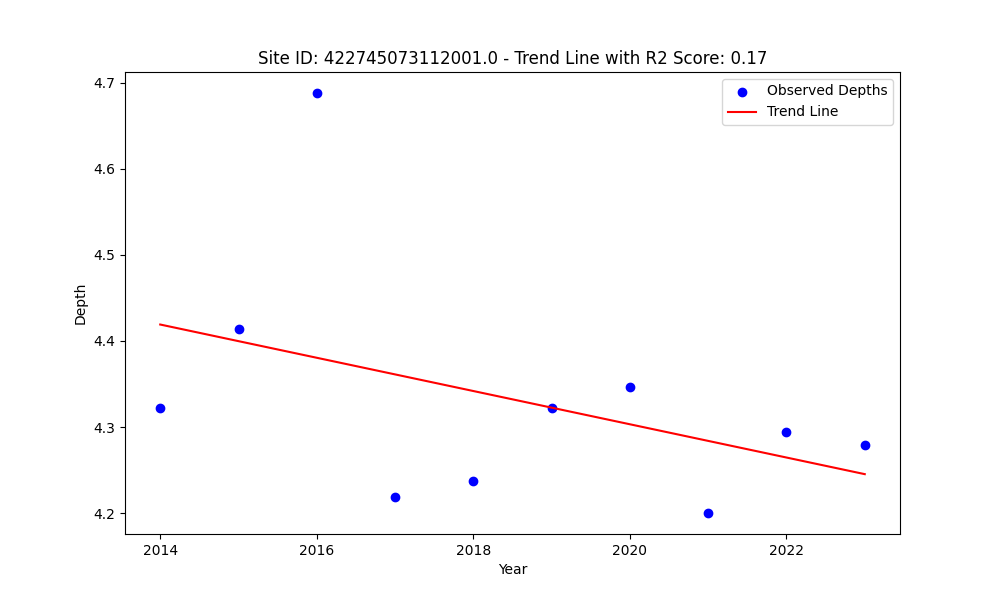 Site ID: 422745073112001.0 - Trend Line with R2 Score: 0.17
Observed Depths
Trend Line
4.7
4.6
4.5
4.4
4.3
4.2
Depth
2014
2016
2018
2020
2022
Year